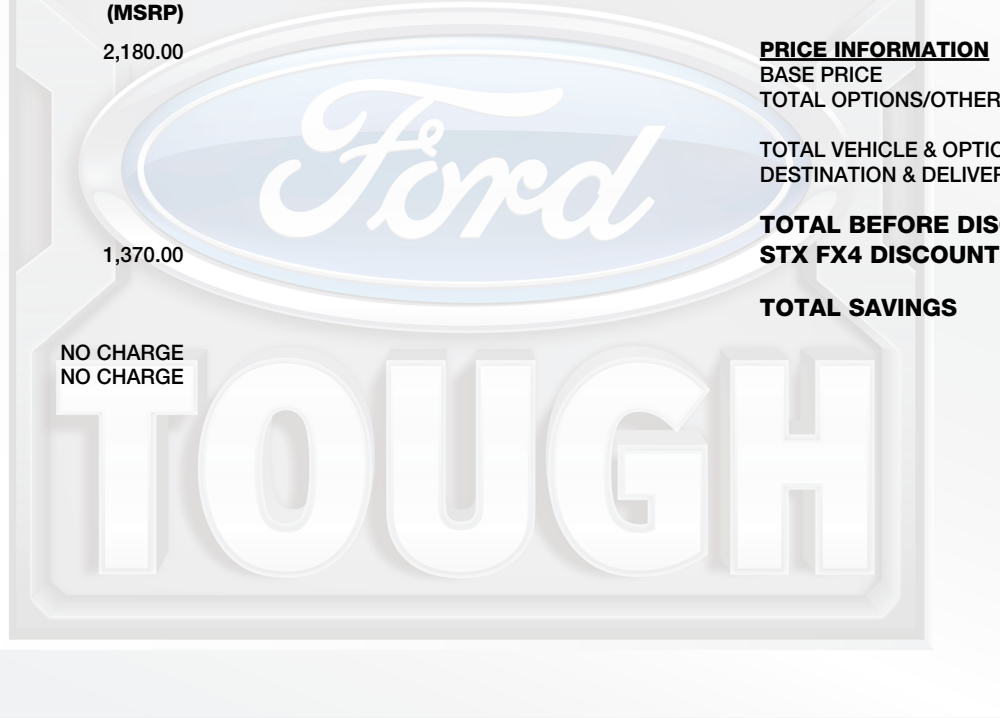 (MSRP)
2,180.00
1,370.00
NO CHARGE
NO CHARGE
PRICE INFORMATION
BASE PRICE
TOTAL OPTIONS/OTHER
TOTAL VEHICLE & OPTIO
DESTINATION & DELIVER
TOTAL BEFORE DIS
STX FX4 DISCOUNT
TOTAL SAVINGS
Ford
TOUGH